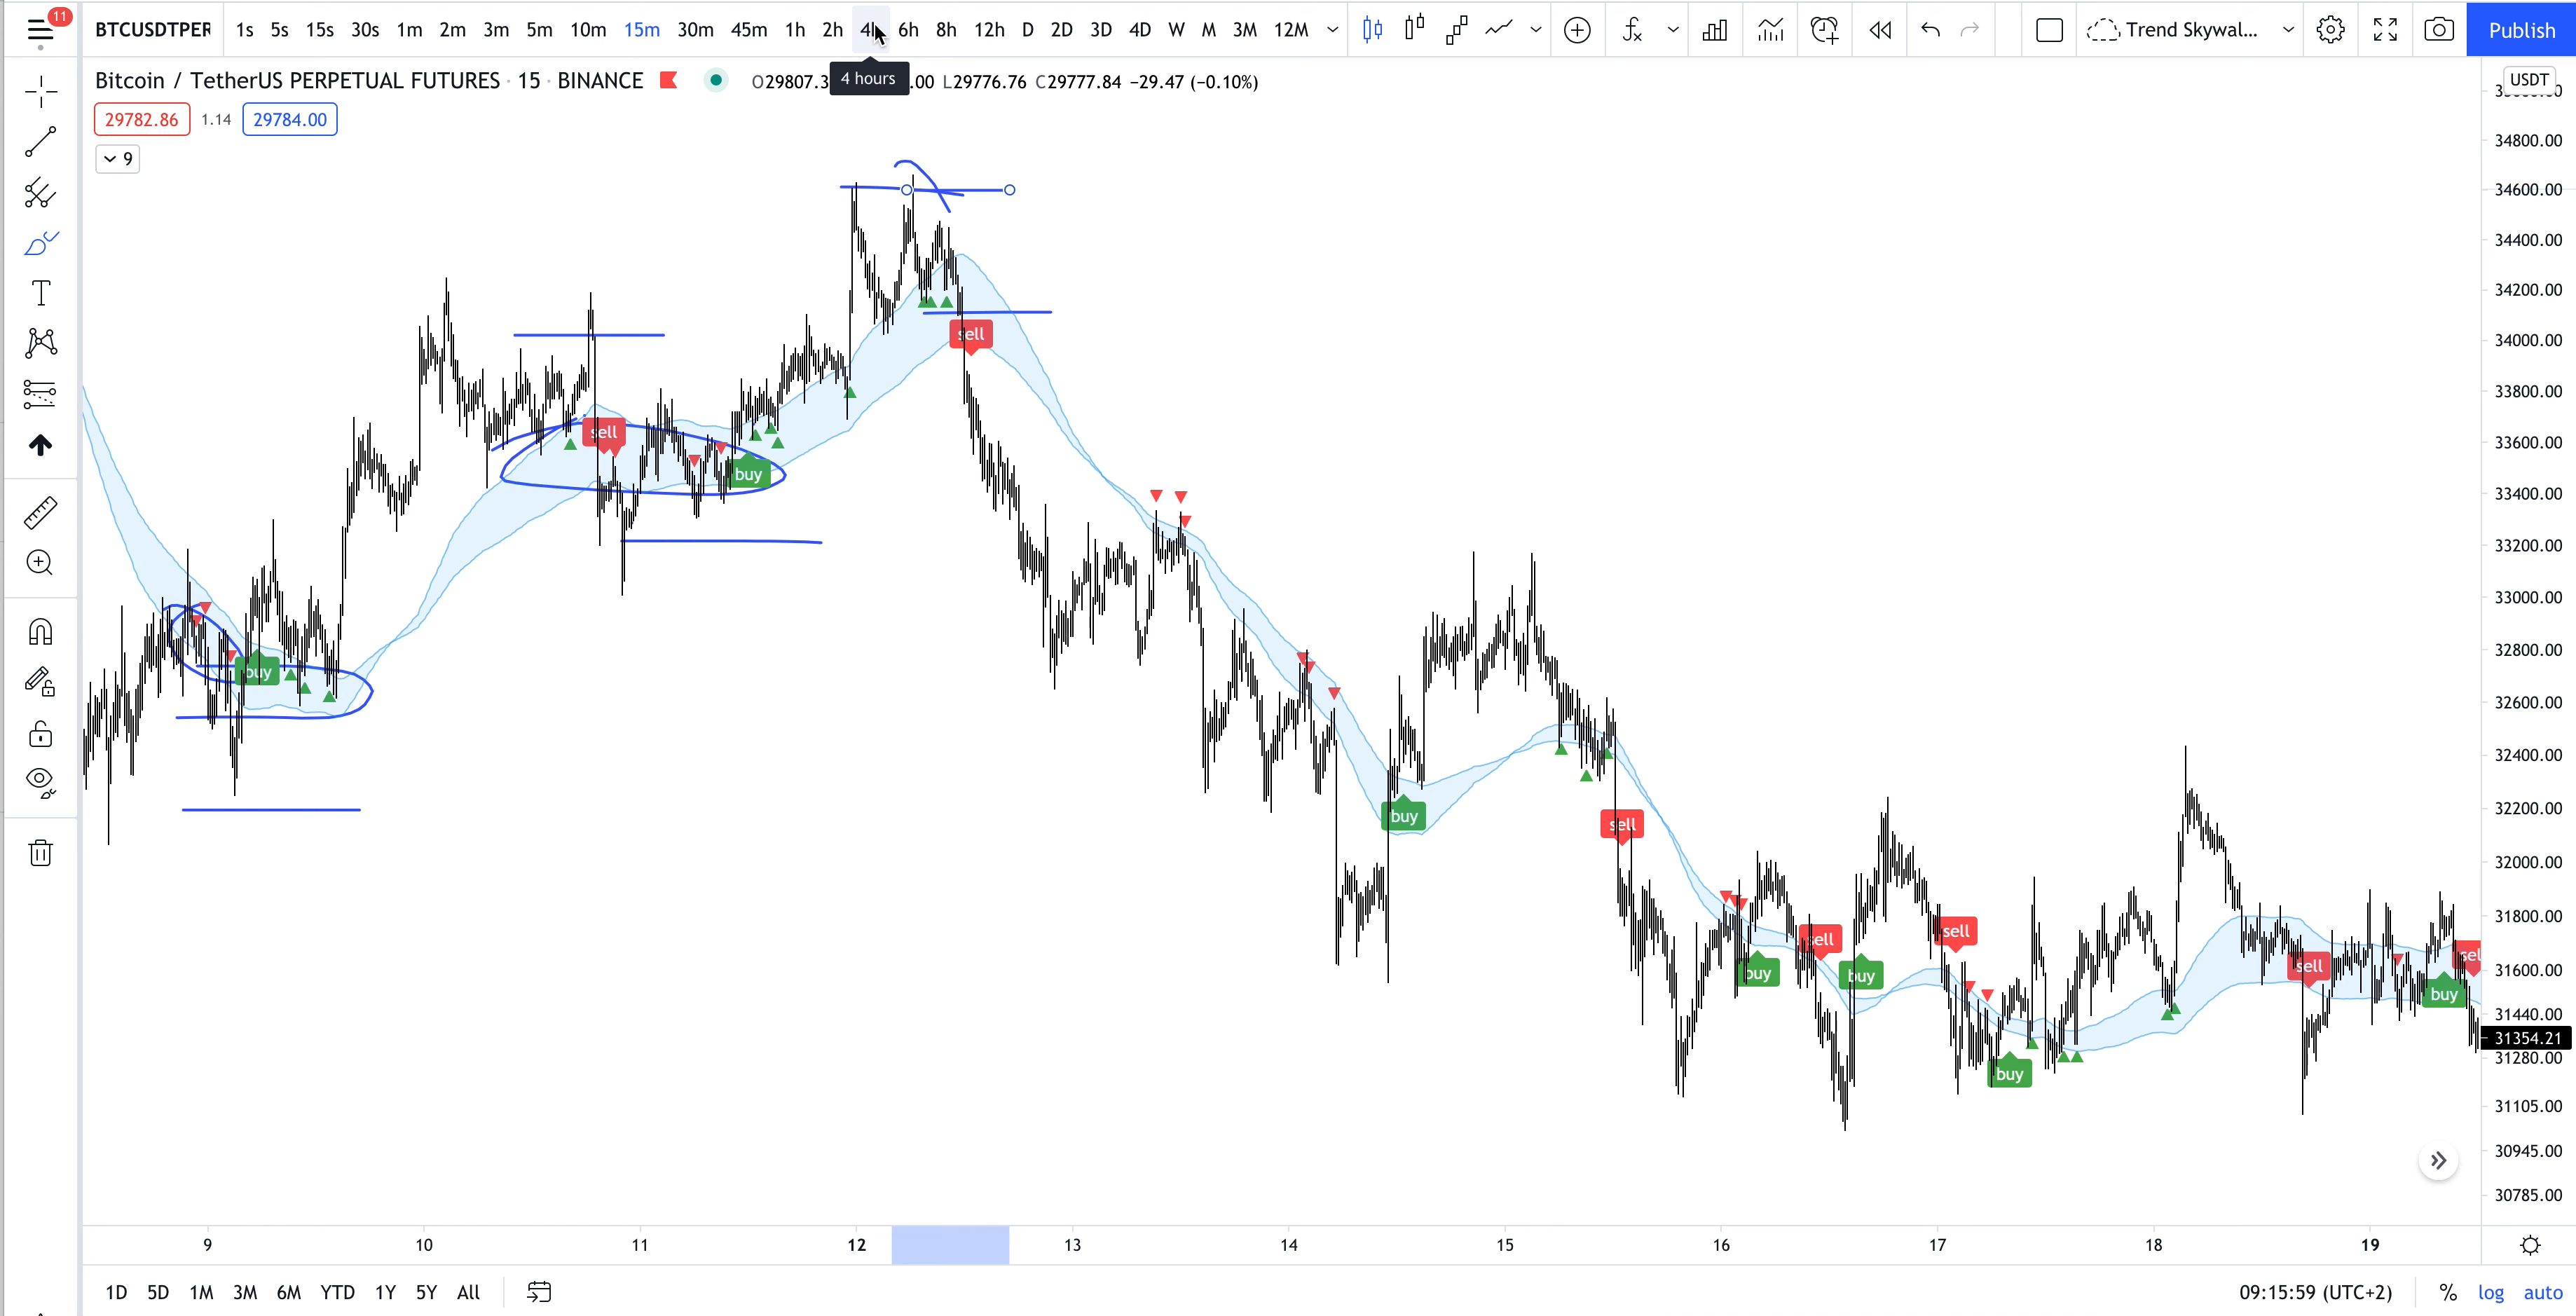 11
BTCUSDTPER 1s 5s 15s 30s 1m 2m 3m 5m 10m 15m 30m 45m 1h 2h 4h 6h 8h 12h D 2D 3D 4D W M 3M 12M Trend Skywal... Publish
Bitcoin / TetherUS PERPETUAL FUTURES · 15 · BINANCE O29807.3 .00 L29776.76 C29777.84 −29.47 (−0.10%)
4 hours
USDT
29782.86 1.14 29784.00
9
34800.00
34600.00
34400.00
34200.00
sell
34000.00
33800.00
33600.00
sell
buy
33400.00
33200.00
33000.00
32800.00
buy
32600.00
32400.00
32200.00
buy
sell
32000.00
31800.00
sell
sell
sel
31600.00
sell
buy
buy
buy
31440.00
31354.21
31280.00
buy
31105.00
30945.00
30785.00
9 10 11 12 13 14 15 16 17 18 19
1D 5D 1M 3M 6M YTD 1Y 5Y All 09:15:59 (UTC+2) % log auto